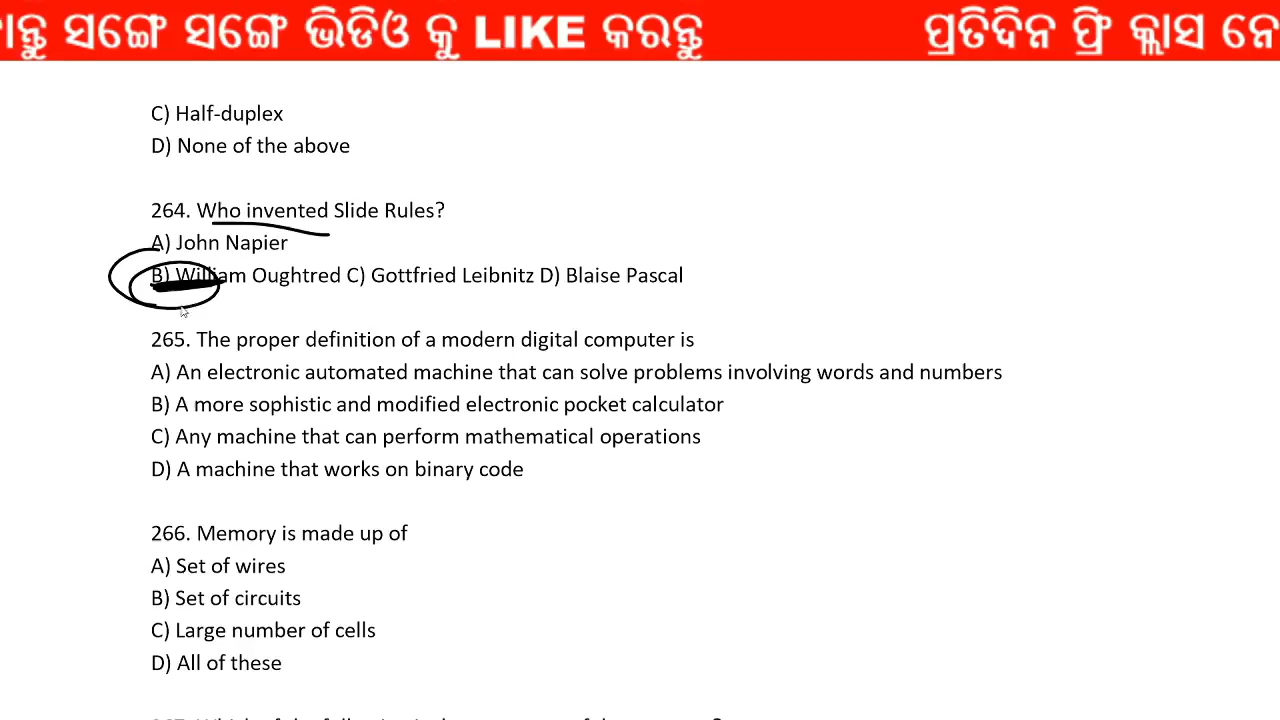 ସଙ୍ଗେ ସଙ୍ଗେ ଭିଡିଓ କୁ LIKE କରନ୍ତୁ ପ୍ରତିଦିନ ଫ୍ରି କ୍ଲାସ
C) Half-duplex
D) None of the above
264. Who invented Slide Rules?
A) John Napier
B) William Oughtred C) Gottfried Leibnitz D) Blaise Pascal
265. The proper definition of a modern digital computer is
A) An electronic automated machine that can solve problems involving words and numbers
B) A more sophistic and modified electronic pocket calculator
C) Any machine that can perform mathematical operations
D) A machine that works on binary code
266. Memory is made up of
A) Set of wires
B) Set of circuits
C) Large number of cells
D) All of these